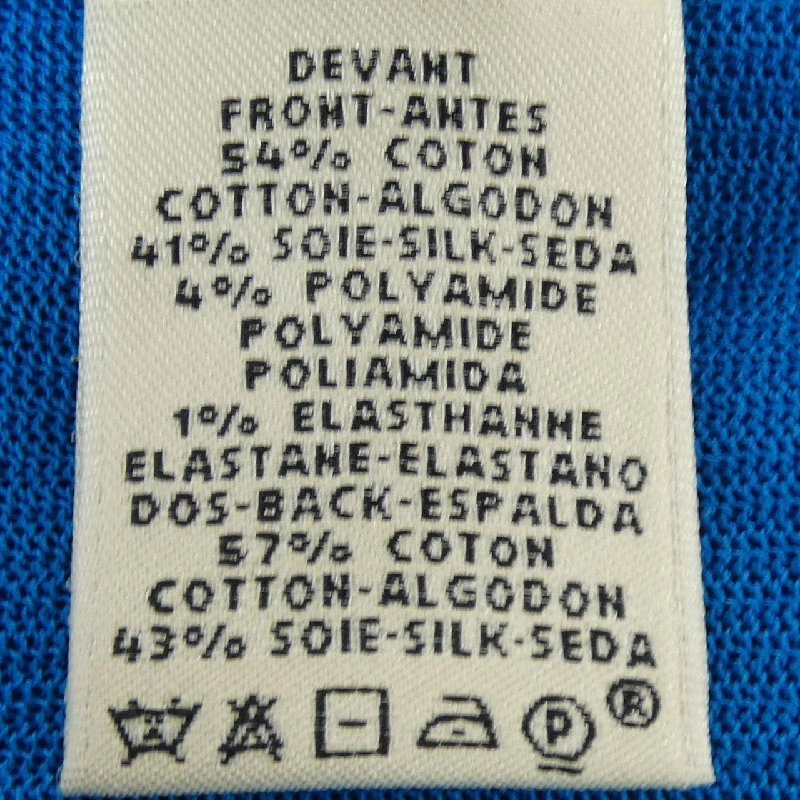 DEVANT
FRONT-ANTES
54% COTON
COTTON-ALGODON
41% SOIE-SILK-SEDA
4% POLYAMIDE
POLYAMIDE
POLIAMIDA
1% ELASTHANNE
ELASTANE-ELASTANO
DOS-BACK-ESPALDA
57% COTON
COTTON-ALGODON
43% SOIE-SILK-SEDA
P ®